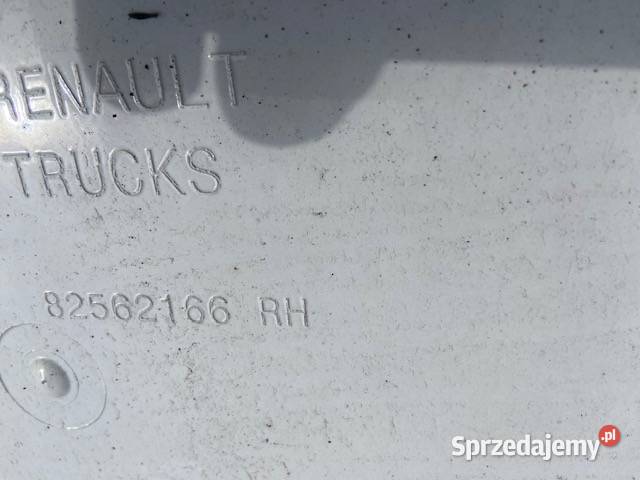 RENAULT
TRUCKS
82562166 RH
Sprzedajemy.pl